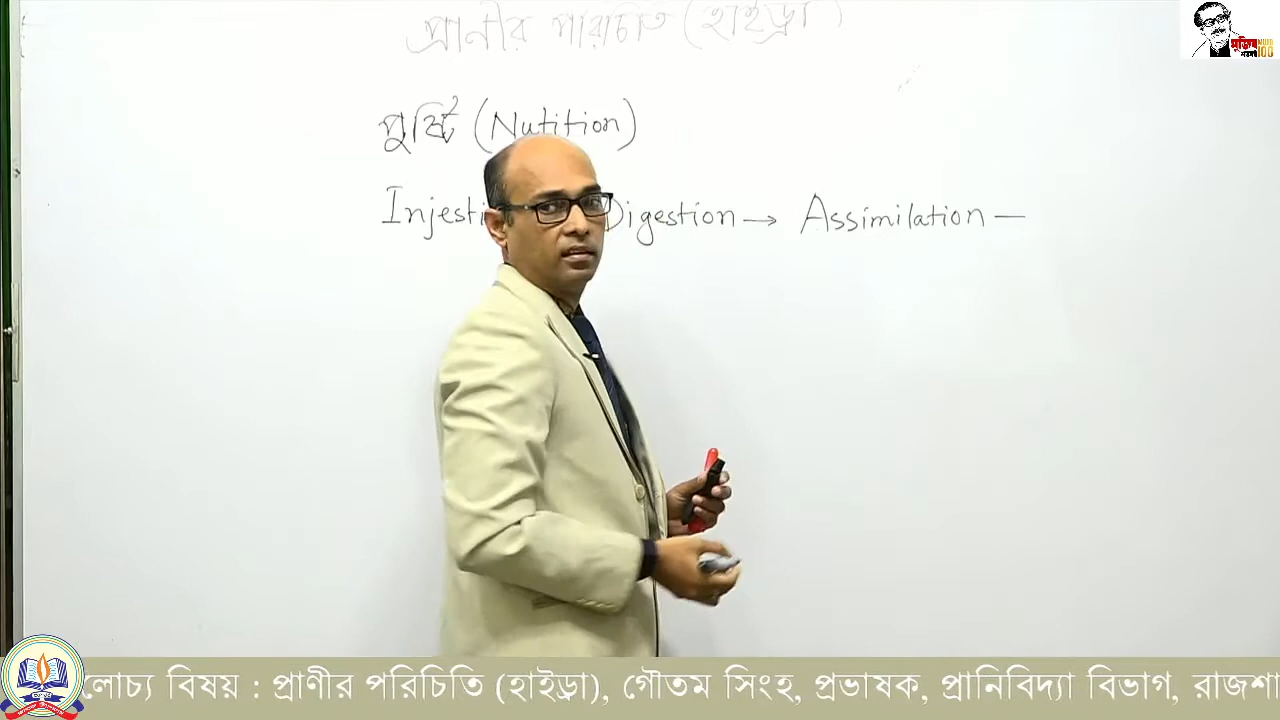 প্রাণীর পরিচিতি (হাইড্রা)
পুষ্টি (Nutition)
Injesti Digestion → Assimilation —
লোচ্য বিষয় : প্রাণীর পরিচিতি (হাইড্রা), গৌতম সিংহ, প্রভাষক, প্রানিবিদ্যা বিভাগ, রাজশা